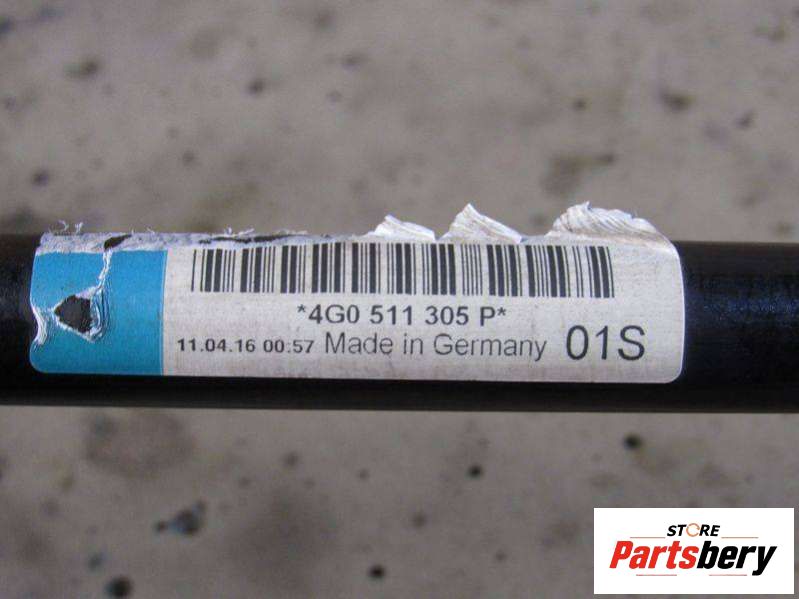 *4G0 511 305 P*
11.04.16 00:57 Made in Germany 01S
STORE
Partsbery